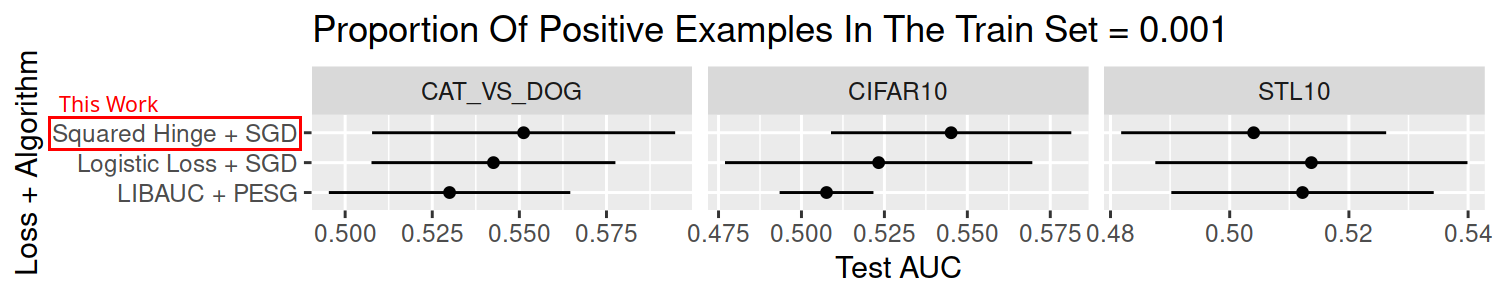 Proportion Of Positive Examples In The Train Set = 0.001
CAT_VS_DOG
CIFAR10
STL10
Loss + Algorithm
This Work
Squared Hinge + SGD
Logistic Loss + SGD
LIBAUC + PESG
0.500 0.525 0.550 0.575
0.475 0.500 0.525 0.550 0.575
0.48 0.50 0.52 0.54
Test AUC